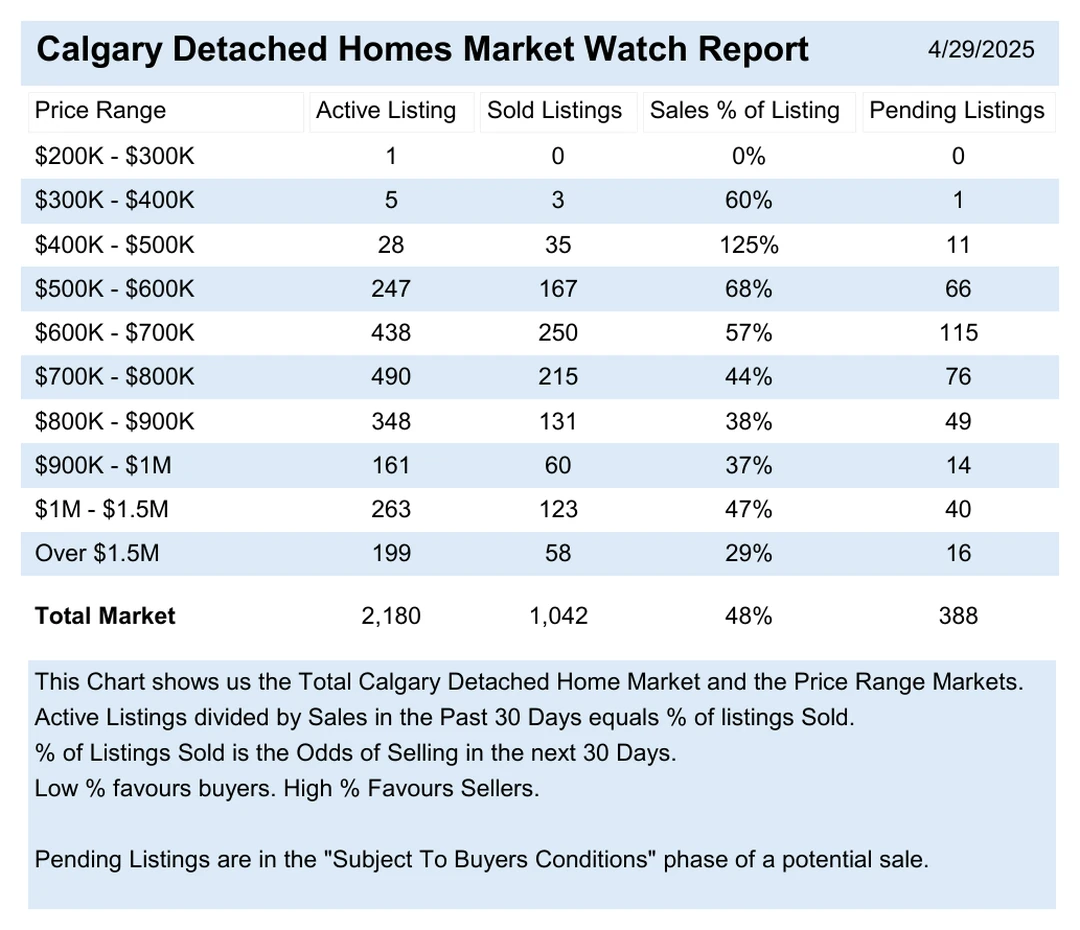 Calgary Detached Homes Market Watch Report 4/29/2025
Price Range Active Listing Sold Listings Sales % of Listing Pending Listings
$200K - $300K 1 0 0% 0
$300K - $400K 5 3 60% 1
$400K - $500K 28 35 125% 11
$500K - $600K 247 167 68% 66
$600K - $700K 438 250 57% 115
$700K - $800K 490 215 44% 76
$800K - $900K 348 131 38% 49
$900K - $1M 161 60 37% 14
$1M - $1.5M 263 123 47% 40
Over $1.5M 199 58 29% 16
Total Market 2,180 1,042 48% 388
This Chart shows us the Total Calgary Detached Home Market and the Price Range Markets.
Active Listings divided by Sales in the Past 30 Days equals % of listings Sold.
% of Listings Sold is the Odds of Selling in the next 30 Days.
Low % favours buyers. High % Favours Sellers.
Pending Listings are in the "Subject To Buyers Conditions" phase of a potential sale.